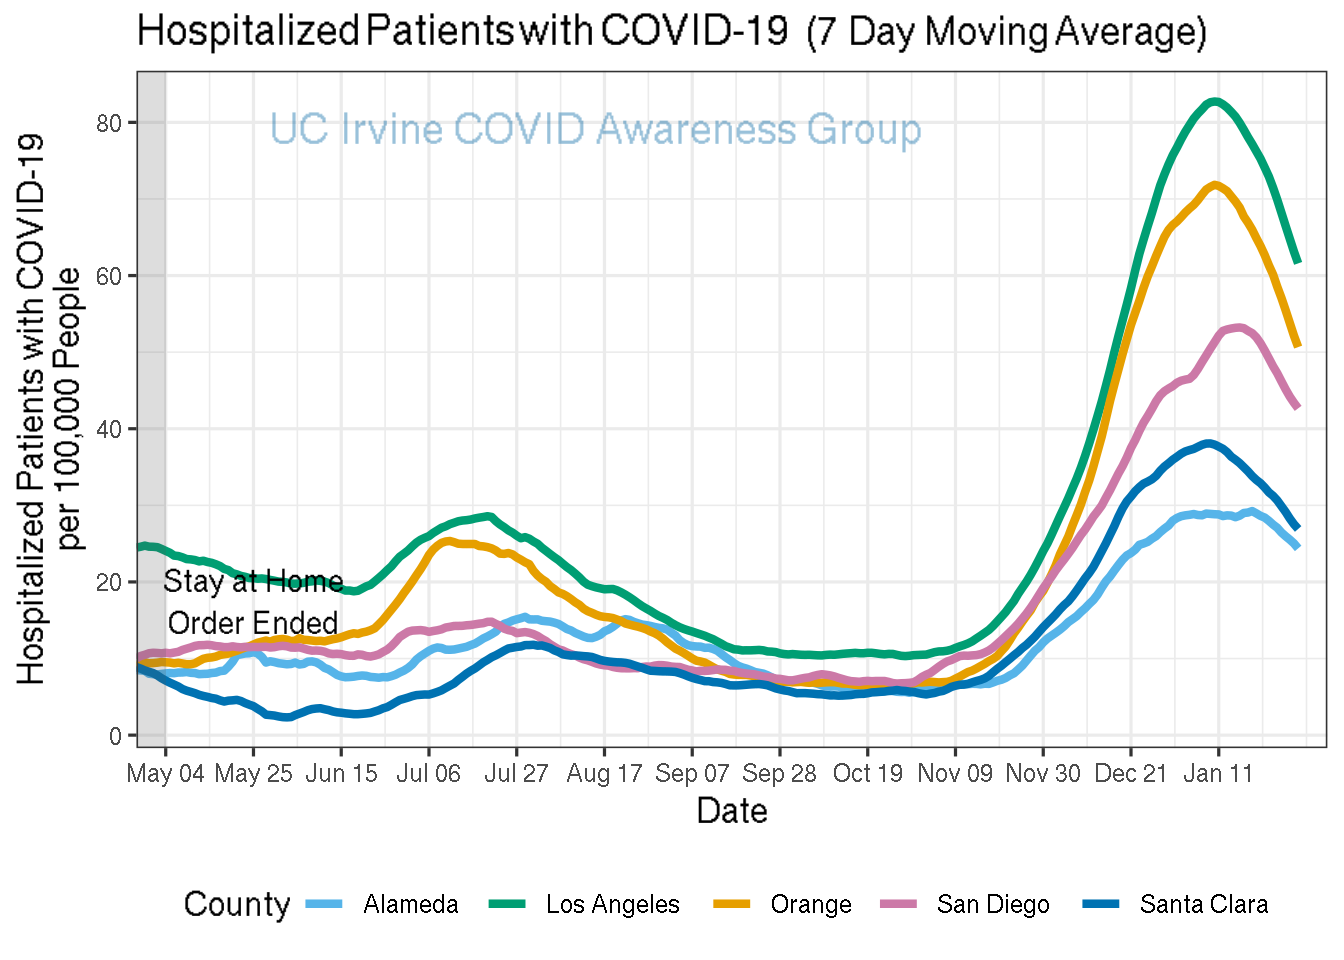 Hospitalized Patients with COVID-19 (7 Day Moving Average)
UC Irvine COVID Awareness Group
Hospitalized Patients with COVID-19
per 100,000 People
80
60
40
20
0
Stay at Home
Order Ended
May 04 May 25 Jun 15 Jul 06 Jul 27 Aug 17 Sep 07 Sep 28 Oct 19 Nov 09 Nov 30 Dec 21 Jan 11
Date
County Alameda Los Angeles Orange San Diego Santa Clara